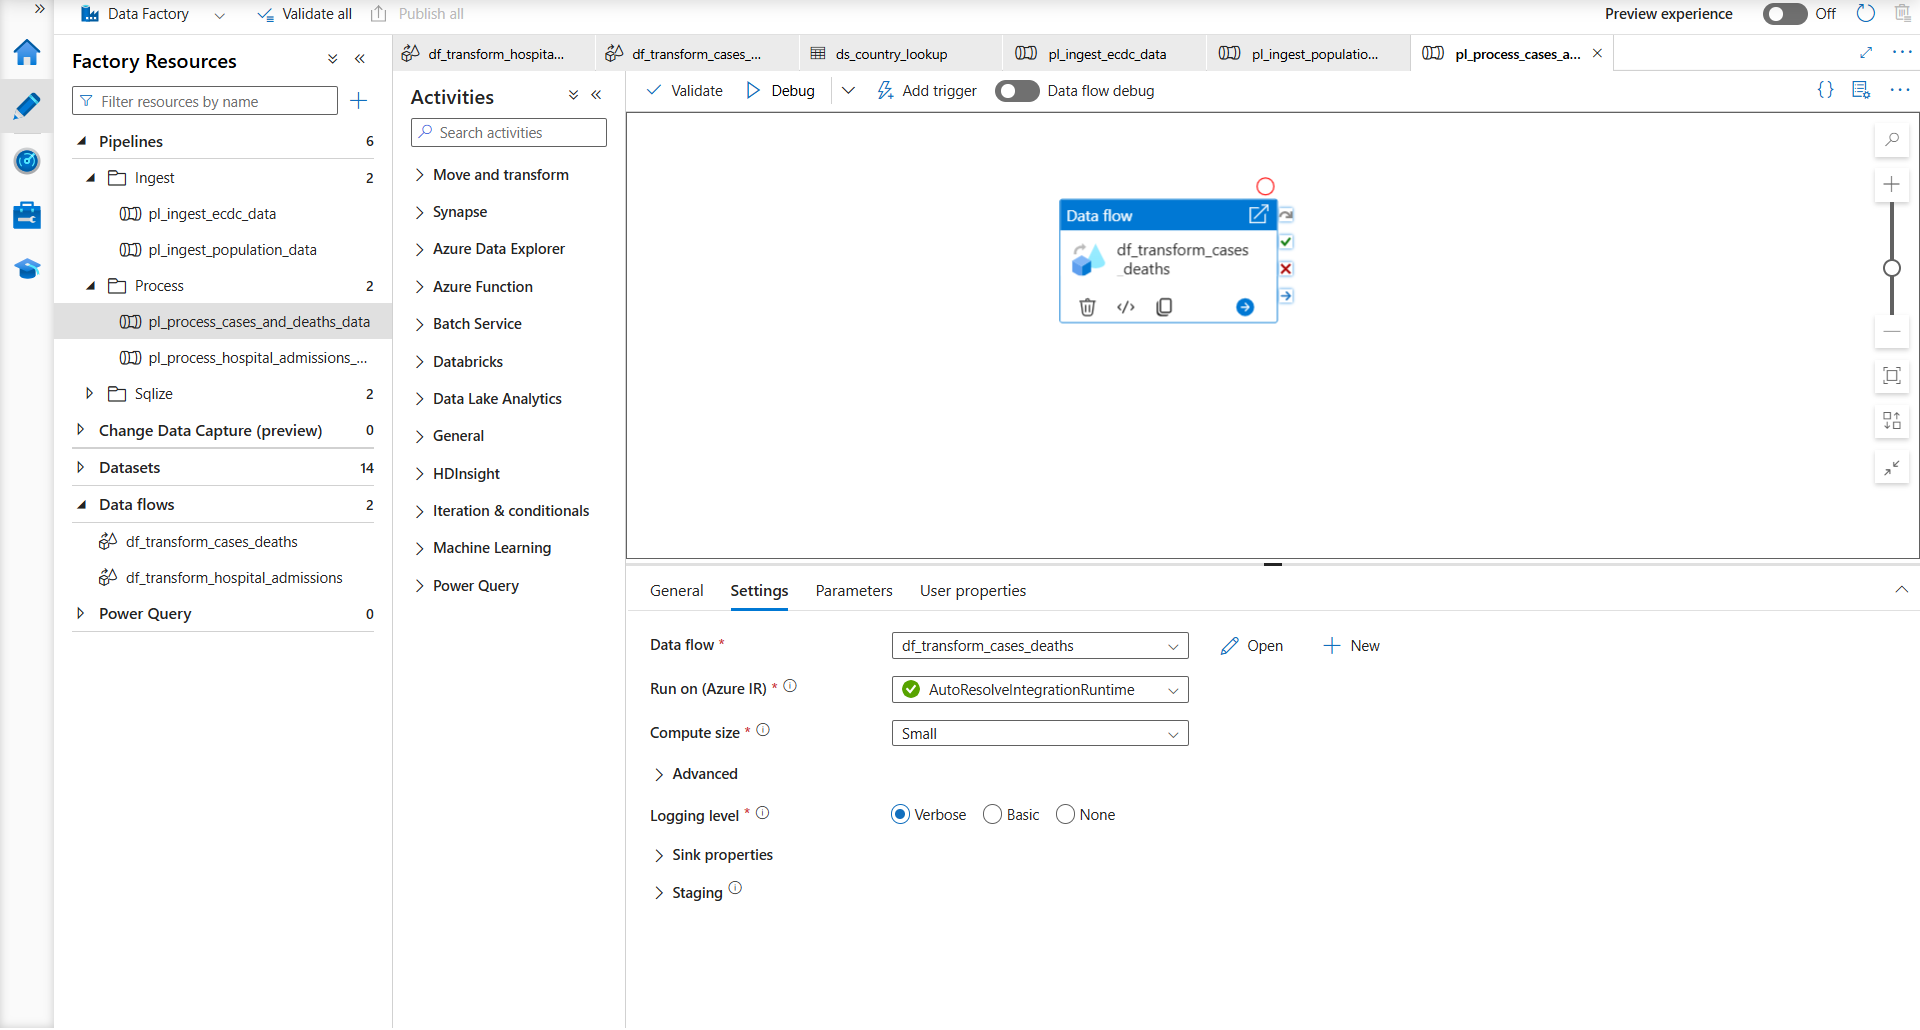 Data Factory
Validate all
Publish all
Preview experience
Off
Factory Resources
Filter resources by name
Pipelines 6
Ingest 2
pl_ingest_ecdc_data
pl_ingest_population_data
Process 2
pl_process_cases_and_deaths_data
pl_process_hospital_admissions_...
Sqlize 2
Change Data Capture (preview) 0
Datasets 14
Data flows 2
df_transform_cases_deaths
df_transform_hospital_admissions
Power Query 0
df_transform_hospita...
df_transform_cases_...
ds_country_lookup
pl_ingest_ecdc_data
pl_ingest_populatio...
pl_process_cases_a...
Activities
Search activities
Move and transform
Synapse
Azure Data Explorer
Azure Function
Batch Service
Databricks
Data Lake Analytics
General
HDInsight
Iteration & conditionals
Machine Learning
Power Query
Validate
Debug
Add trigger
Data flow debug
Data flow
df_transform_cases
_deaths
General
Settings
Parameters
User properties
Data flow *
df_transform_cases_deaths
Open
New
Run on (Azure IR) *
AutoResolveIntegrationRuntime
Compute size *
Small
Advanced
Logging level *
Verbose
Basic
None
Sink properties
Staging